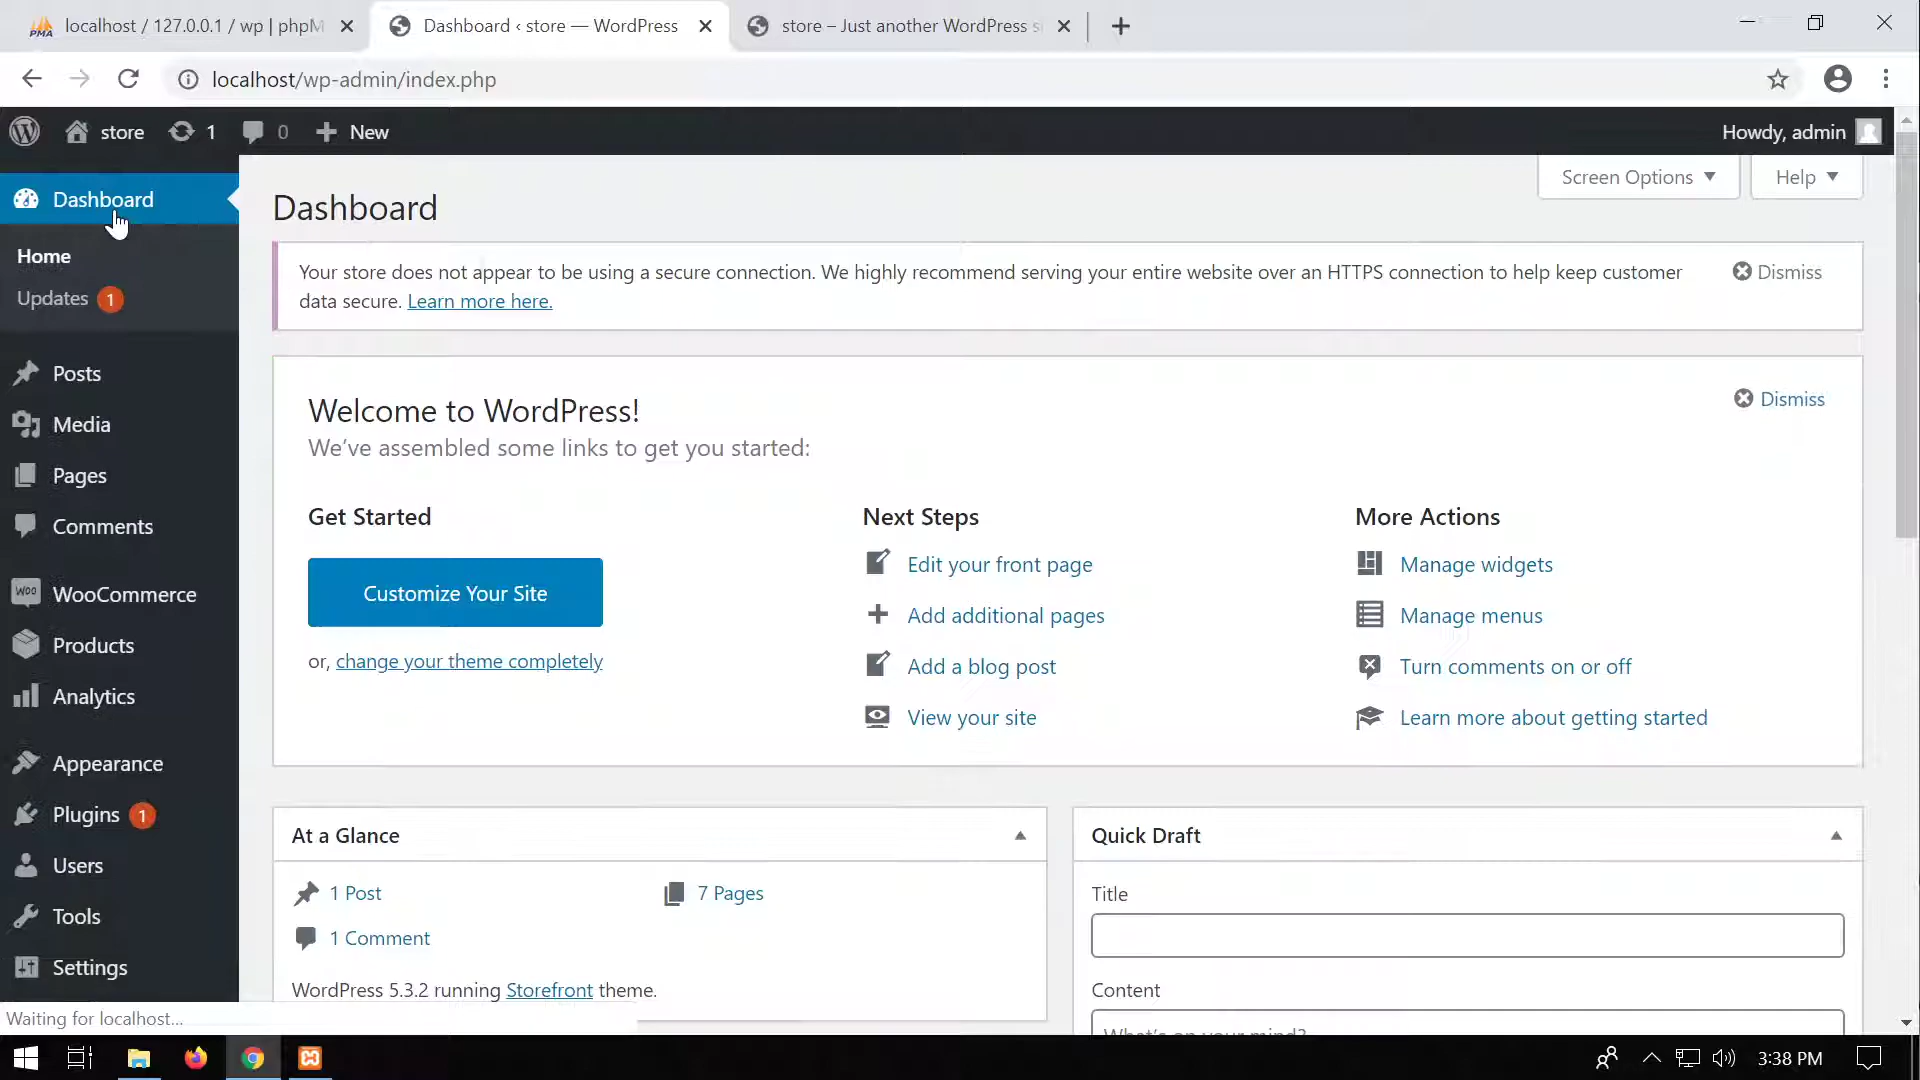 PMA localhost / 127.0.0.1 / wp | phpM
Dashboard ‹ store — WordPress
store – Just another WordPress s
localhost/wp-admin/index.php
store 1 0 New
Howdy, admin
Dashboard
Home
Updates 1
Posts
Media
Pages
Comments
WOO WooCommerce
Products
Analytics
Appearance
Plugins 1
Users
Tools
Settings
Waiting for localhost...
Screen Options Help
Dashboard
Your store does not appear to be using a secure connection. We highly recommend serving your entire website over an HTTPS connection to help keep customer
data secure. Learn more here.
Dismiss
Welcome to WordPress!
We’ve assembled some links to get you started:
Dismiss
Get Started
Customize Your Site
or, change your theme completely
Next Steps
Edit your front page
Add additional pages
Add a blog post
View your site
More Actions
Manage widgets
Manage menus
Turn comments on or off
Learn more about getting started
At a Glance
1 Post 7 Pages
1 Comment
WordPress 5.3.2 running Storefront theme.
Quick Draft
Title
Content
What’s on your mind?
3:38 PM